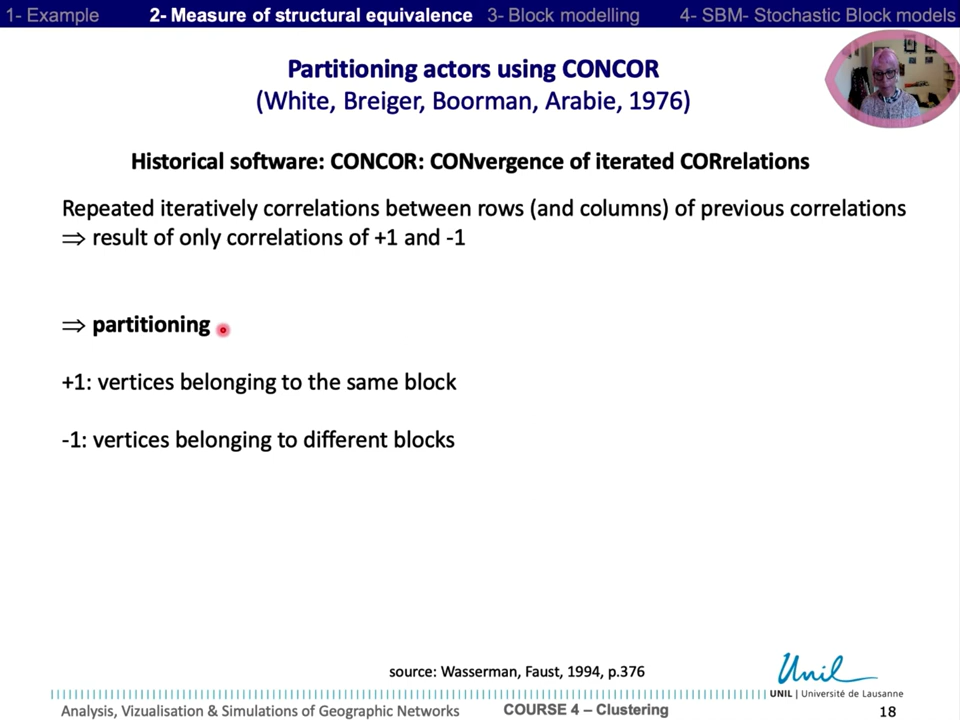 1- Example 2- Measure of structural equivalence 3- Block modelling 4- SBM- Stochastic Block models
Partitioning actors using CONCOR
(White, Breiger, Boorman, Arabie, 1976)
Historical software: CONCOR: CONvergence of iterated CORrelations
Repeated iteratively correlations between rows (and columns) of previous correlations
⇒ result of only correlations of +1 and -1
⇒ partitioning
+1: vertices belonging to the same block
-1: vertices belonging to different blocks
source: Wasserman, Faust, 1994, p.376
Unil
UNIL | Université de Lausanne
Analysis, Vizualisation & Simulations of Geographic Networks COURSE 4 – Clustering 18